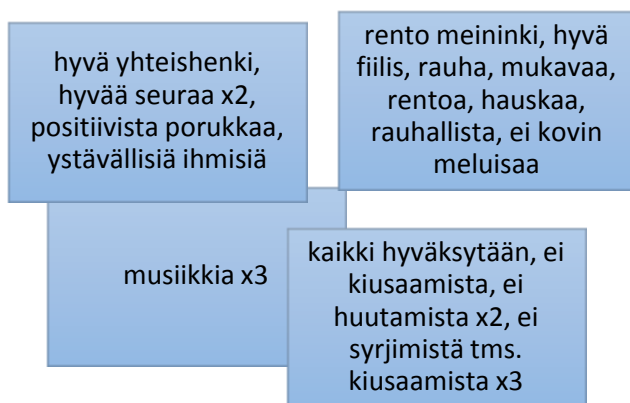 hyvä yhteishenki,
hyvää seuraa x2,
positiivista porukkaa,
ystävällisiä ihmisiä
rento meininki, hyvä
fiilis, rauha, mukavaa,
rentoa, hauskaa,
rauhallista, ei kovin
meluisaa
musiikkia x3
kaikki hyväksytään, ei
kiusaamista, ei
huutamista x2, ei
syrjimistä tms.
kiusaamista x3